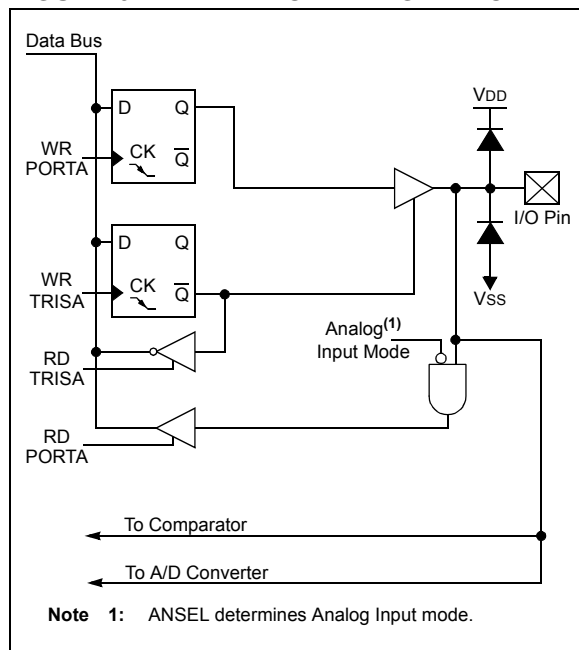 Data Bus
D Q
VDD
WR
PORTA
CK Q
I/O Pin
D Q
WR
TRISA
CK Q
VSS
Analog(1)
Input Mode
RD
TRISA
RD
PORTA
To Comparator
To A/D Converter
Note 1: ANSEL determines Analog Input mode.